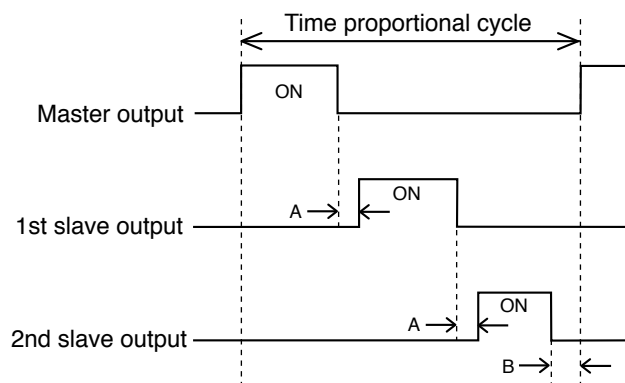 Time proportional cycle
ON
Master output
ON
A
1st slave output
ON
A
2nd slave output
B